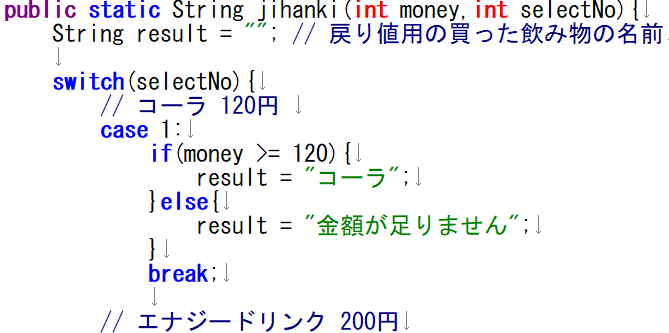 public static String jihanki(int money,int selectNo){↓
String result = ""; // 戻り値用の買った飲み物の名前
↓
switch(selectNo){↓
// コーラ 120円 ↓
case 1:↓
if(money >= 120){↓
result = "コーラ";↓
}else{↓
result = "金額が足りません";↓
}↓
break;↓
↓
// エナジードリンク 200円↓